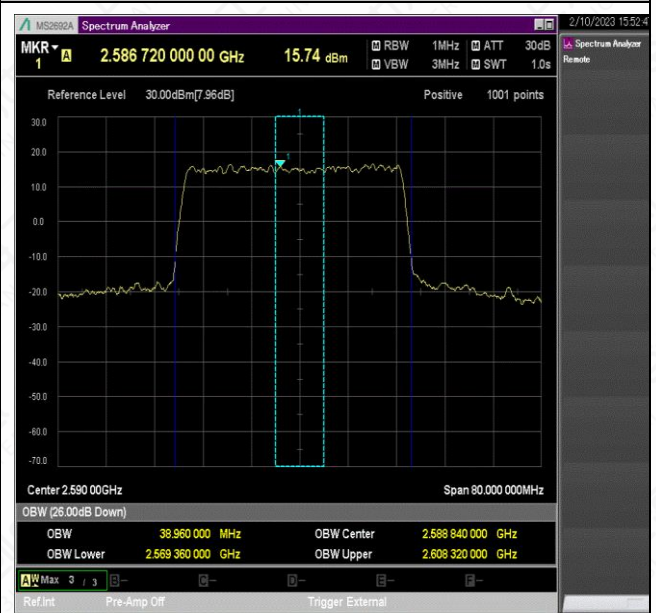 MS2692A Spectrum Analyzer
2/10/2023 15:52:4
MKR 1 A 2.586 720 000 00 GHz 15.74 dBm
M RBW 1MHz M ATT 30dB
M VBW 3MHz M SWT 1.0s
Spectrum Analyzer
Remote
Reference Level 30.00dBm[7.96dB] Positive 1001 points
1
30.0
20.0
1
10.0
0.0
-10.0
-20.0
-30.0
-40.0
-50.0
-60.0
-70.0
Center 2.590 00GHz Span 80.000 000MHz
OBW (26.00dB Down)
OBW 38.960 000 MHz OBW Center 2.588 840 000 GHz
OBW Lower 2.569 360 000 GHz OBW Upper 2.608 320 000 GHz
A W Max 3 / 3 B- C- D- E- F-
Ref.Int Pre-Amp Off Trigger External